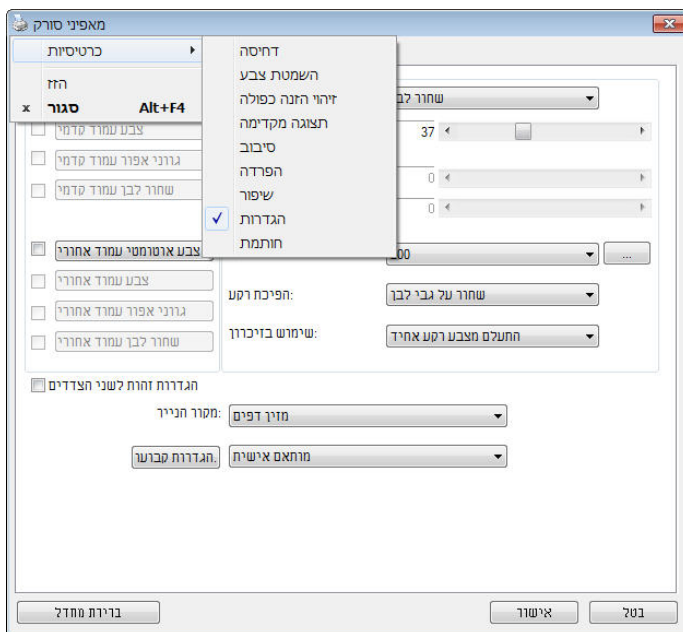 מאפיני סורק
כרטיסיות
הזז
x סגור Alt+F4
דחיסה
השמטת צבע
זיהוי הזנה כפולה
תצוגה מקדימה
סיבוב
הפרדה
שיפור
הגדרות
חותמת
שחור לבן
צבע עמוד קדמי
37
גווני אפור עמוד קדמי
0
שחור לבן עמוד קדמי
0
צבע אוטומטי עמוד אחורי
200
...
צבע עמוד אחורי
הפיכת רקע:
שחור על גבי לבן
גווני אפור עמוד אחורי
שימוש בזיכרון:
התעלם מצבע רקע אחיד
שחור לבן עמוד אחורי
הגדרות זהות לשני הצדדים
מקור הנייר:
מזין דפים
הגדרות קבועו.
מותאם אישית
ברירת מחדל
אישור
בטל